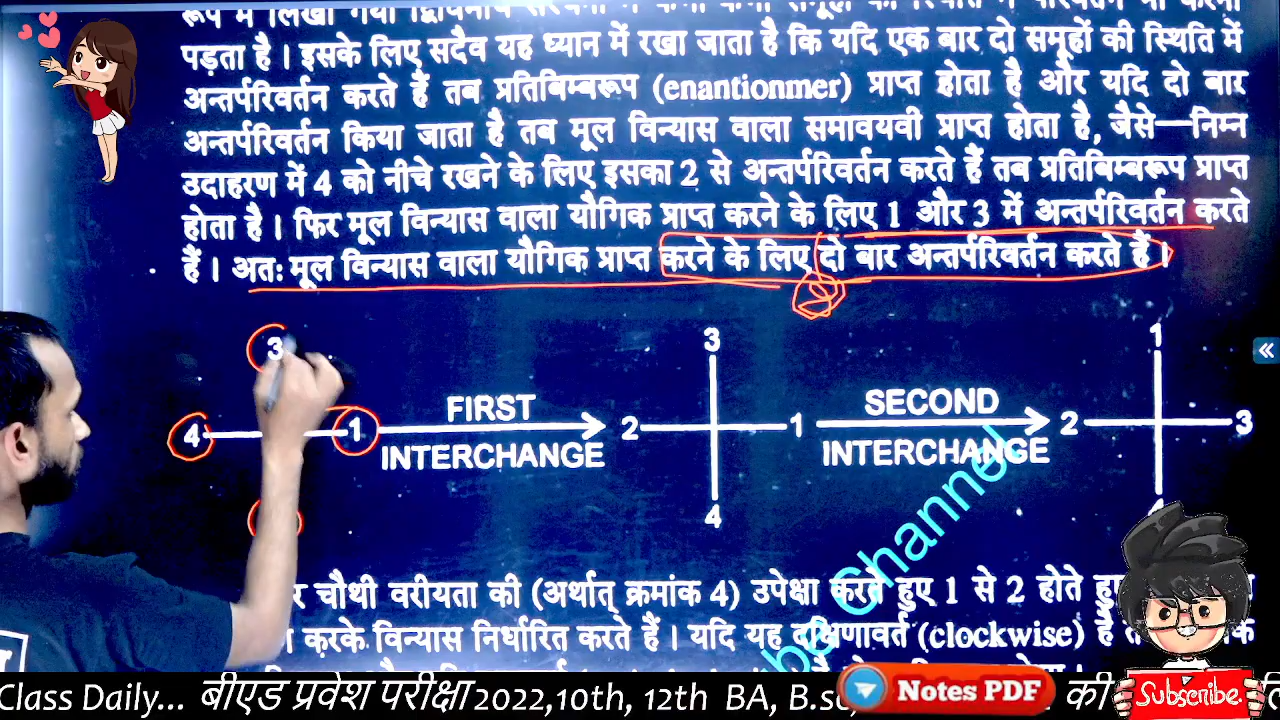 पड़ता है । इसके लिए सदैव यह ध्यान में रखा जाता है कि यदि एक बार दो समूहों की स्थिति में
अन्तर्परिवर्तन करते हैं तब प्रतिबिम्बरूप (enantionmer) प्राप्त होता है और यदि दो बार
अन्तर्परिवर्तन किया जाता है तब मूल विन्यास वाला समावयवी प्राप्त होता है, जैसे—निम्न
उदाहरण में 4 को नीचे रखने के लिए इसका 2 से अन्तर्परिवर्तन करते हैं तब प्रतिबिम्बरूप प्राप्त
होता है । फिर मूल विन्यास वाला यौगिक प्राप्त करने के लिए 1 और 3 में अन्तर्परिवर्तन करते
हैं । अतः मूल विन्यास वाला यौगिक प्राप्त करने के लिए दो बार अन्तर्परिवर्तन करते हैं ।
3 3 1
4 1 FIRST INTERCHANGE 2 1 SECOND INTERCHANGE 2 3
4
Channel
चौथी वरीयता की (अर्थात् क्रमांक 4) उपेक्षा करते हुए 1 से 2 होते
करके विन्यास निर्धारित करते हैं । यदि यह दक्षिणावर्त (clockwise) है
Class Daily... बीएड प्रवेश परीक्षा 2022,10th, 12th BA, B.Sc, Notes PDF की Subscribe